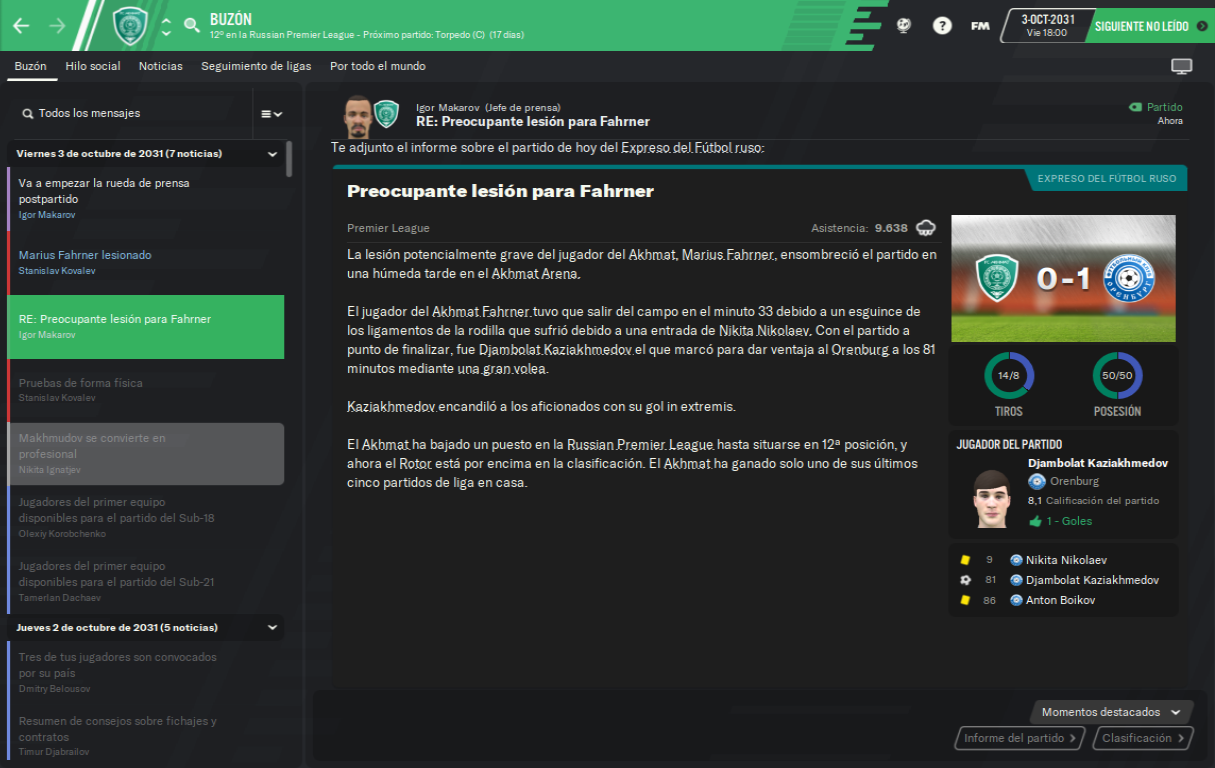 BUZÓN
12º en la Russian Premier League - Próximo partido: Torpedo (C) (17 días)
?
FM
3-OCT-2031
Vie 18:00
SIGUIENTE NO LEÍDO
Buzón
Hilo social
Noticias
Seguimiento de ligas
Por todo el mundo
Todos los mensajes
Viernes 3 de octubre de 2031 (7 noticias)
Va a empezar la rueda de prensa
postpartido
Igor Makarov
Marius Fahrner lesionado
Stanislav Kovalev
RE: Preocupante lesión para Fahrner
Igor Makarov
Pruebas de forma física
Stanislav Kovalev
Makhmudov se convierte en
profesional
Nikita Ignatjev
Jugadores del primer equipo
disponibles para el partido del Sub-18
Olexiy Korobchenko
Jugadores del primer equipo
disponibles para el partido del Sub-21
Tamerlan Dachaev
Jueves 2 de octubre de 2031 (5 noticias)
Tres de tus jugadores son convocados
por su país
Dmitry Belousov
Resumen de consejos sobre fichajes y
contratos
Timur Djabrailov
Igor Makarov (Jefe de prensa)
RE: Preocupante lesión para Fahrner
Partido
Ahora
Te adjunto el informe sobre el partido de hoy del Expreso del Fútbol ruso:
EXPRESO DEL FÚTBOL RUSO
Preocupante lesión para Fahrner
Premier League
Asistencia: 9.638
La lesión potencialmente grave del jugador del Akhmat, Marius Fahrner, ensombreció el partido en
una húmeda tarde en el Akhmat Arena.
El jugador del Akhmat Fahrner tuvo que salir del campo en el minuto 33 debido a un esguince de
los ligamentos de la rodilla que sufrió debido a una entrada de Nikita Nikolaev. Con el partido a
punto de finalizar, fue Djambolat Kaziakhmedov el que marcó para dar ventaja al Orenburg a los 81
minutos mediante una gran volea.
Kaziakhmedov encandiló a los aficionados con su gol in extremis.
El Akhmat ha bajado un puesto en la Russian Premier League hasta situarse en 12ª posición, y
ahora el Rotor está por encima en la clasificación. El Akhmat ha ganado solo uno de sus últimos
cinco partidos de liga en casa.
0-1
14/8
TIROS
50/50
POSESIÓN
JUGADOR DEL PARTIDO
Djambolat Kaziakhmedov
Orenburg
8,1 Calificación del partido
1 - Goles
9 Nikita Nikolaev
81 Djambolat Kaziakhmedov
86 Anton Boikov
Momentos destacados
Informe del partido
Clasificación